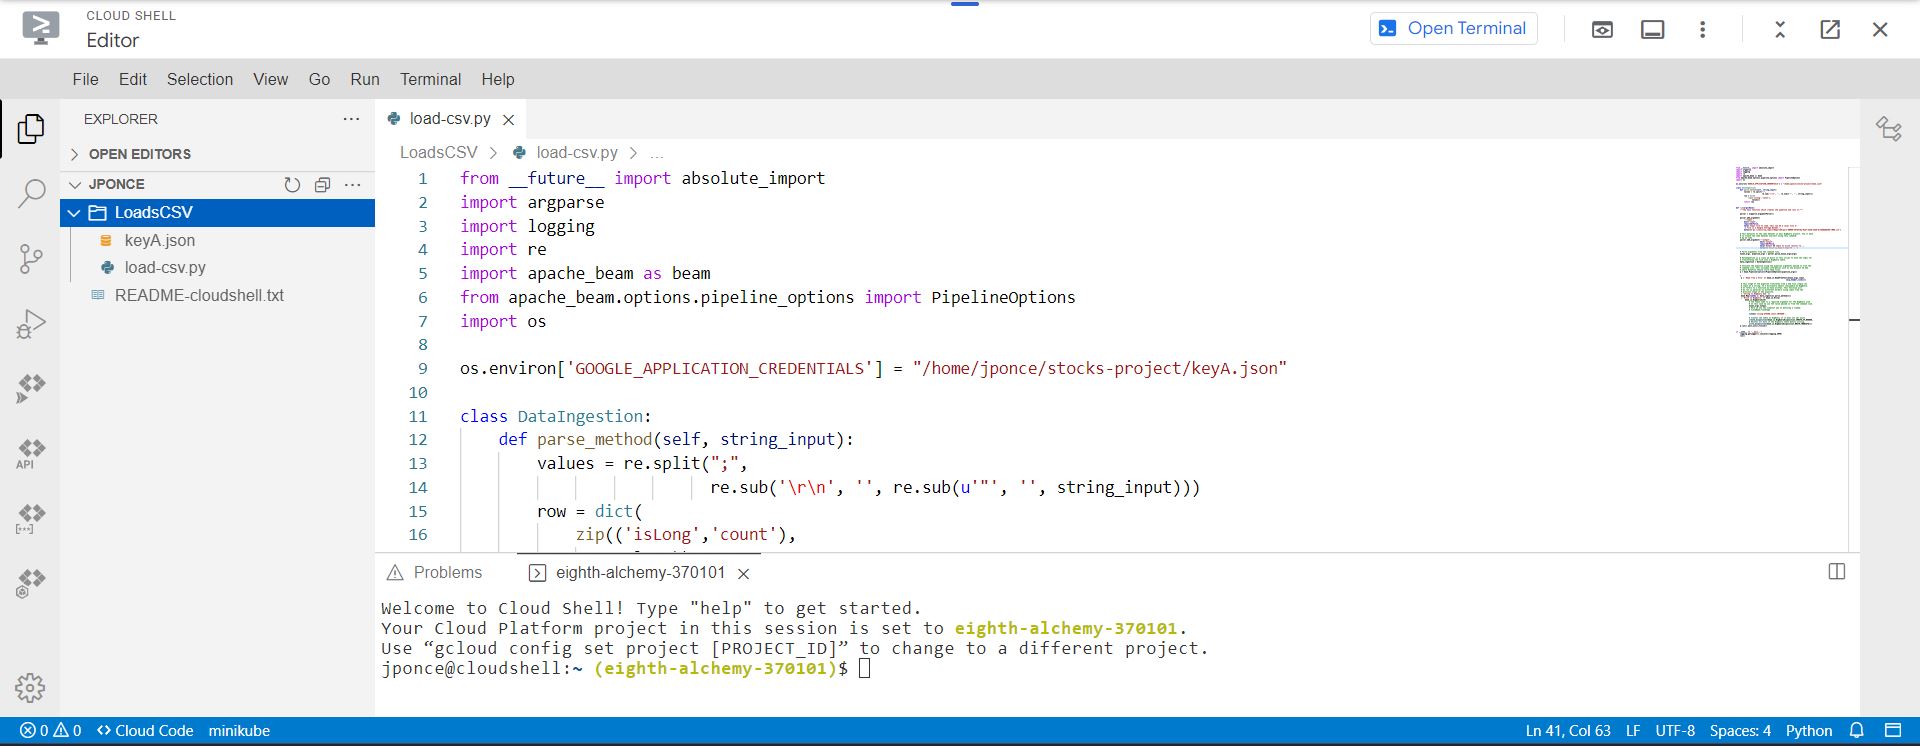 CLOUD SHELL
Editor
Open Terminal
File Edit Selection View Go Run Terminal Help
EXPLORER
OPEN EDITORS
JPONCE
LoadsCSV
keyA.json
load-csv.py
README-cloudshell.txt
API
load-csv.py
LoadsCSV > load-csv.py > ...
1 from __future__ import absolute_import
2 import argparse
3 import logging
4 import re
5 import apache_beam as beam
6 from apache_beam.options.pipeline_options import PipelineOptions
7 import os
8
9 os.environ['GOOGLE_APPLICATION_CREDENTIALS'] = "/home/jponce/stocks-project/keyA.json"
10
11 class DataIngestion:
12 def parse_method(self, string_input):
13 values = re.split(";",
14 re.sub('\r\n', '', re.sub(u'"', '', string_input)))
15 row = dict(
16 zip(('isLong','count'),
Problems
eighth-alchemy-370101
Welcome to Cloud Shell! Type "help" to get started.
Your Cloud Platform project in this session is set to eighth-alchemy-370101.
Use “gcloud config set project [PROJECT_ID]” to change to a different project.
jponce@cloudshell:~ (eighth-alchemy-370101)$
0 0 <> Cloud Code minikube
Ln 41, Col 63 LF UTF-8 Spaces: 4 Python